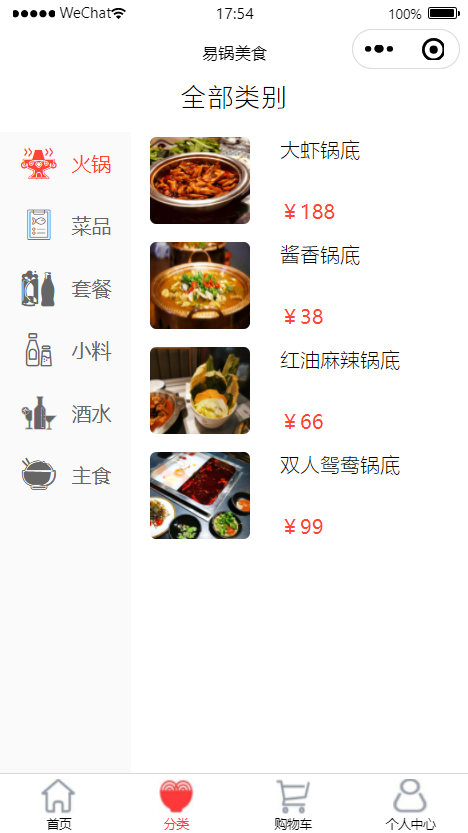 WeChat 17:54 100%
易锅美食
全部类别
火锅
菜品
套餐
小料
酒水
主食
大虾锅底
￥188
酱香锅底
￥38
红油麻辣锅底
￥66
双人鸳鸯锅底
￥99
首页 分类 购物车 个人中心